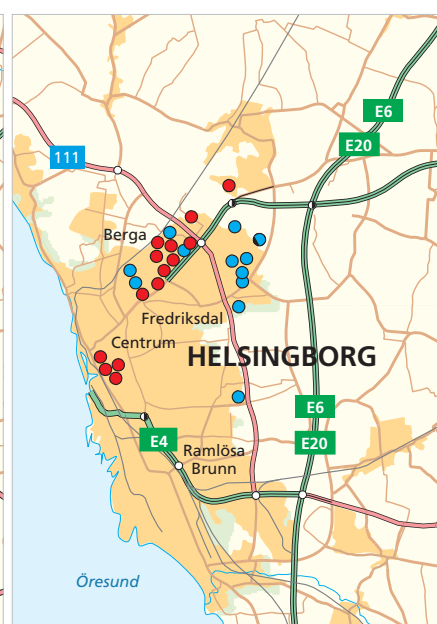 E6
E20
111
Berga
Fredriksdal
Centrum
HELSINGBORG
E6
E4
E20
Ramlösa
Brunn
Öresund